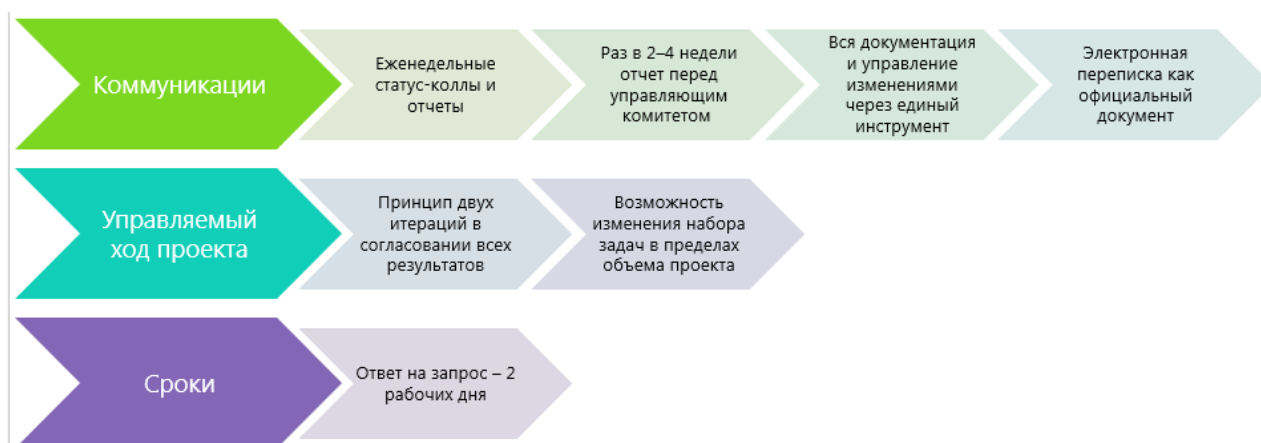 Коммуникации
Еженедельные
статус-коллы и
отчеты
Раз в 2–4 недели
отчет перед
управляющим
комитетом
Вся документация
и управление
изменениями
через единый
инструмент
Электронная
переписка как
официальный
документ
Управляемый
ход проекта
Принцип двух
итераций в
согласовании всех
результатов
Возможность
изменения набора
задач в пределах
объема проекта
Сроки
Ответ на запрос – 2
рабочих дня